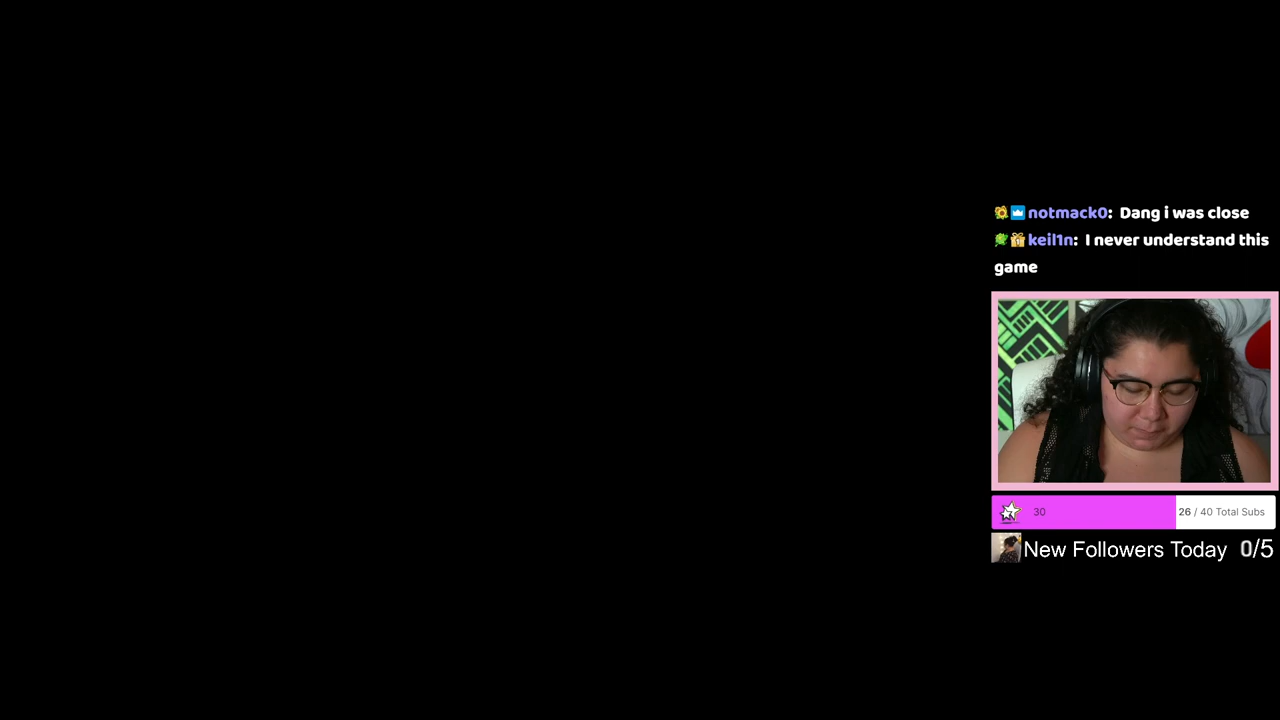 notmack0: Dang i was close
keil1n: I never understand this
game
30
26 / 40 Total Subs
New Followers Today 0/5